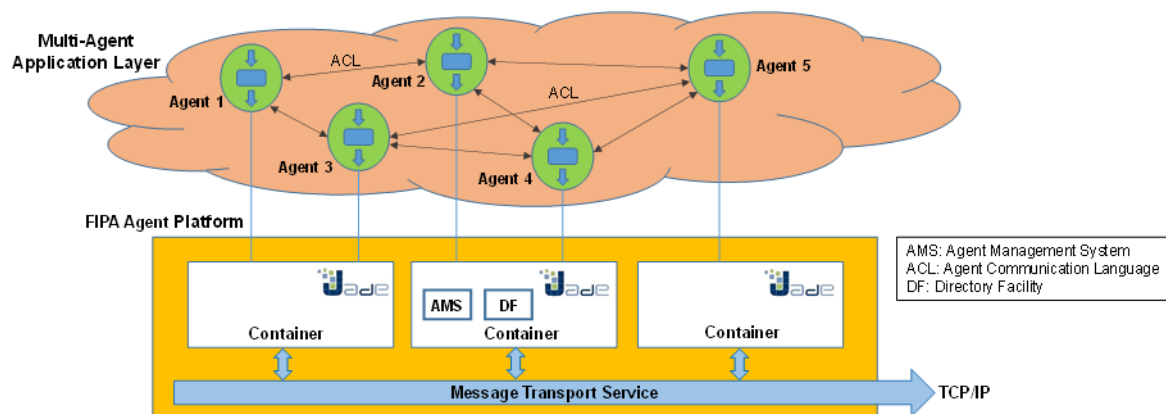 Multi-Agent
Application Layer
ACL
Agent 1
Agent 2
Agent 5
ACL
Agent 3
Agent 4
FIPA Agent Platform
AMS: Agent Management System
ACL: Agent Communication Language
DF: Directory Facility
Jade
Container
Jade
AMS
DF
Container
Jade
Container
Message Transport Service
TCP/IP